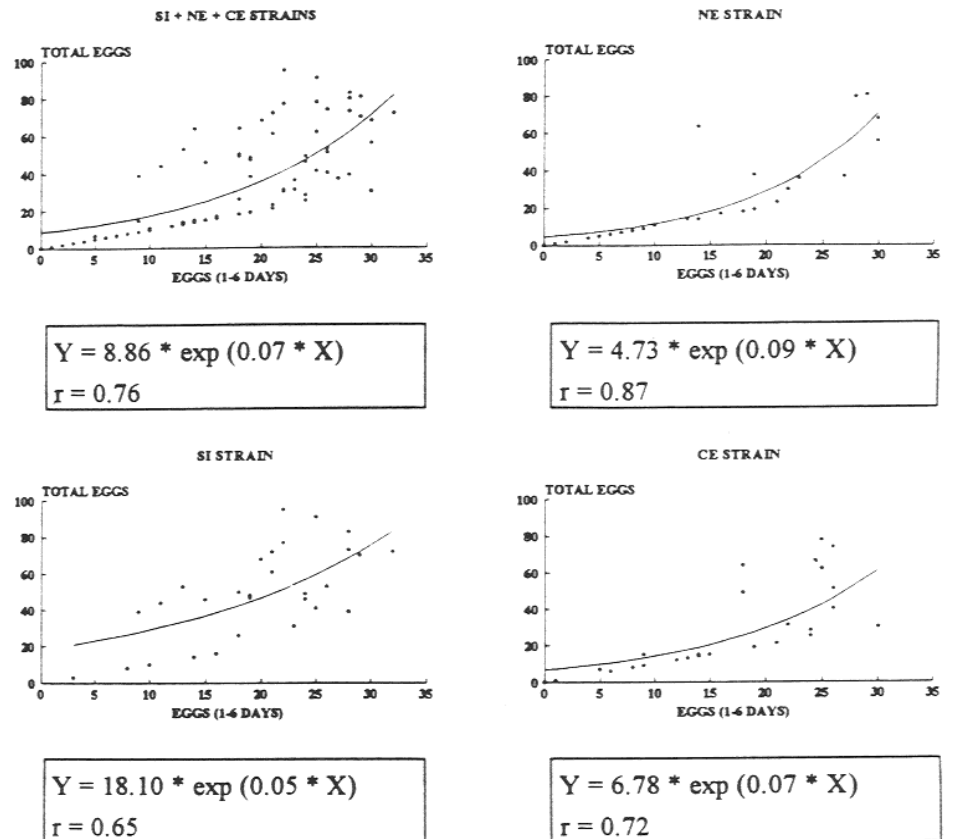 SI + NE + CE STRAINS
TOTAL EGGS
100
80
60
40
20
0
0 5 10 15 20 25 30 35
EGGS (1-6 DAYS)
Y = 8.86 * exp (0.07 * X)
r = 0.76
NE STRAIN
TOTAL EGGS
100
80
60
40
20
0
0 5 10 15 20 25 30 35
EGGS (1-6 DAYS)
Y = 4.73 * exp (0.09 * X)
r = 0.87
SI STRAIN
TOTAL EGGS
100
80
60
40
20
0
0 5 10 15 20 25 30 35
EGGS (1-6 DAYS)
Y = 18.10 * exp (0.05 * X)
r = 0.65
CE STRAIN
TOTAL EGGS
100
80
60
40
20
0
0 5 10 15 20 25 30 35
EGGS (1-6 DAYS)
Y = 6.78 * exp (0.07 * X)
r = 0.72